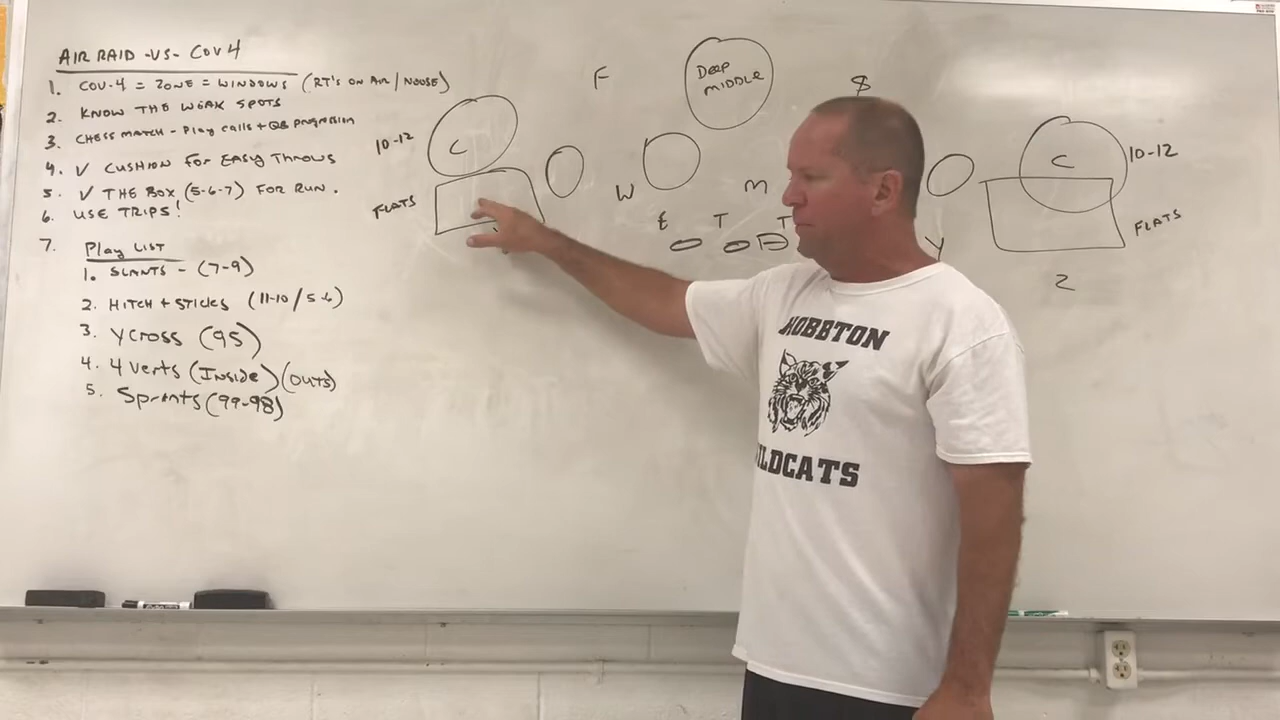 AIR RAID -VS- COV 4
1. COV-4 = ZONE = WINDOWS (RT'S ON AIR/NOOSE)
2. KNOW THE WEAK SPOTS
3. CHESS MATCH - Play calls + QB progression
4. ✓ CUSHION FOR EASY THROWS
5. ✓ THE BOX (5-6-7) FOR RUN.
6. USE TRIPS!
7. Play LIST
1. SLANTS - (7-9)
2. HITCH + STICKS (11-10/5-6)
3. YCROSS (95)
4. 4 Verts (INSIDE) (OUTS)
5. Sprints (99-98)
F
DEEP
MIDDLE
$
10-12
C
C
10-12
W
M
FLATS
E
T
T
FLATS
Y
Z
HOBBTON
WILDCATS